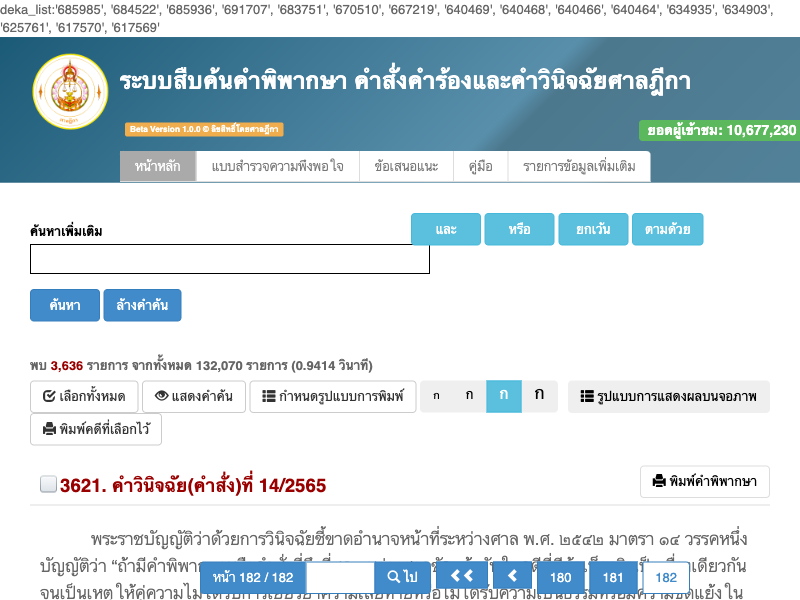 deka_list:'685985', '684522', '685936', '691707', '683751', '670510', '667219', '640469', '640468', '640466', '640464', '634935', '634903',
'625761', '617570', '617569'
ระบบสืบค้นคำพิพากษา คำสั่งคำร้องและคำวินิจฉัยศาลฎีกา
Beta Version 1.0.0 © ลิขสิทธิ์โดยศาลฎีกา
ยอดผู้เข้าชม: 10,677,230
หน้าหลัก แบบสำรวจความพึงพอใจ ข้อเสนอแนะ คู่มือ รายการข้อมูลเพิ่มเติม
ค้นหาเพิ่มเติม และ หรือ ยกเว้น ตามด้วย
ค้นหา ล้างคำค้น
พบ 3,636 รายการ จากทั้งหมด 132,070 รายการ (0.9414 วินาที)
เลือกทั้งหมด แสดงคำค้น กำหนดรูปแบบการพิมพ์ ก ก ก ก รูปแบบการแสดงผลบนจอภาพ
พิมพ์คดีที่เลือกไว้
3621. คำวินิจฉัย(คำสั่ง)ที่ 14/2565 พิมพ์คำพิพากษา
พระราชบัญญัติว่าด้วยการวินิจฉัยชี้ขาดอำนาจหน้าที่ระหว่างศาล พ.ศ. ๒๕๔๒ มาตรา ๑๔ วรรคหนึ่ง
บัญญัติว่า “ถ้ามีคำพิพาก เดียวกัน
หน้า 182 / 182 ไป 180 181 182
จนเป็นเหตุ ให้คู่ความไม่